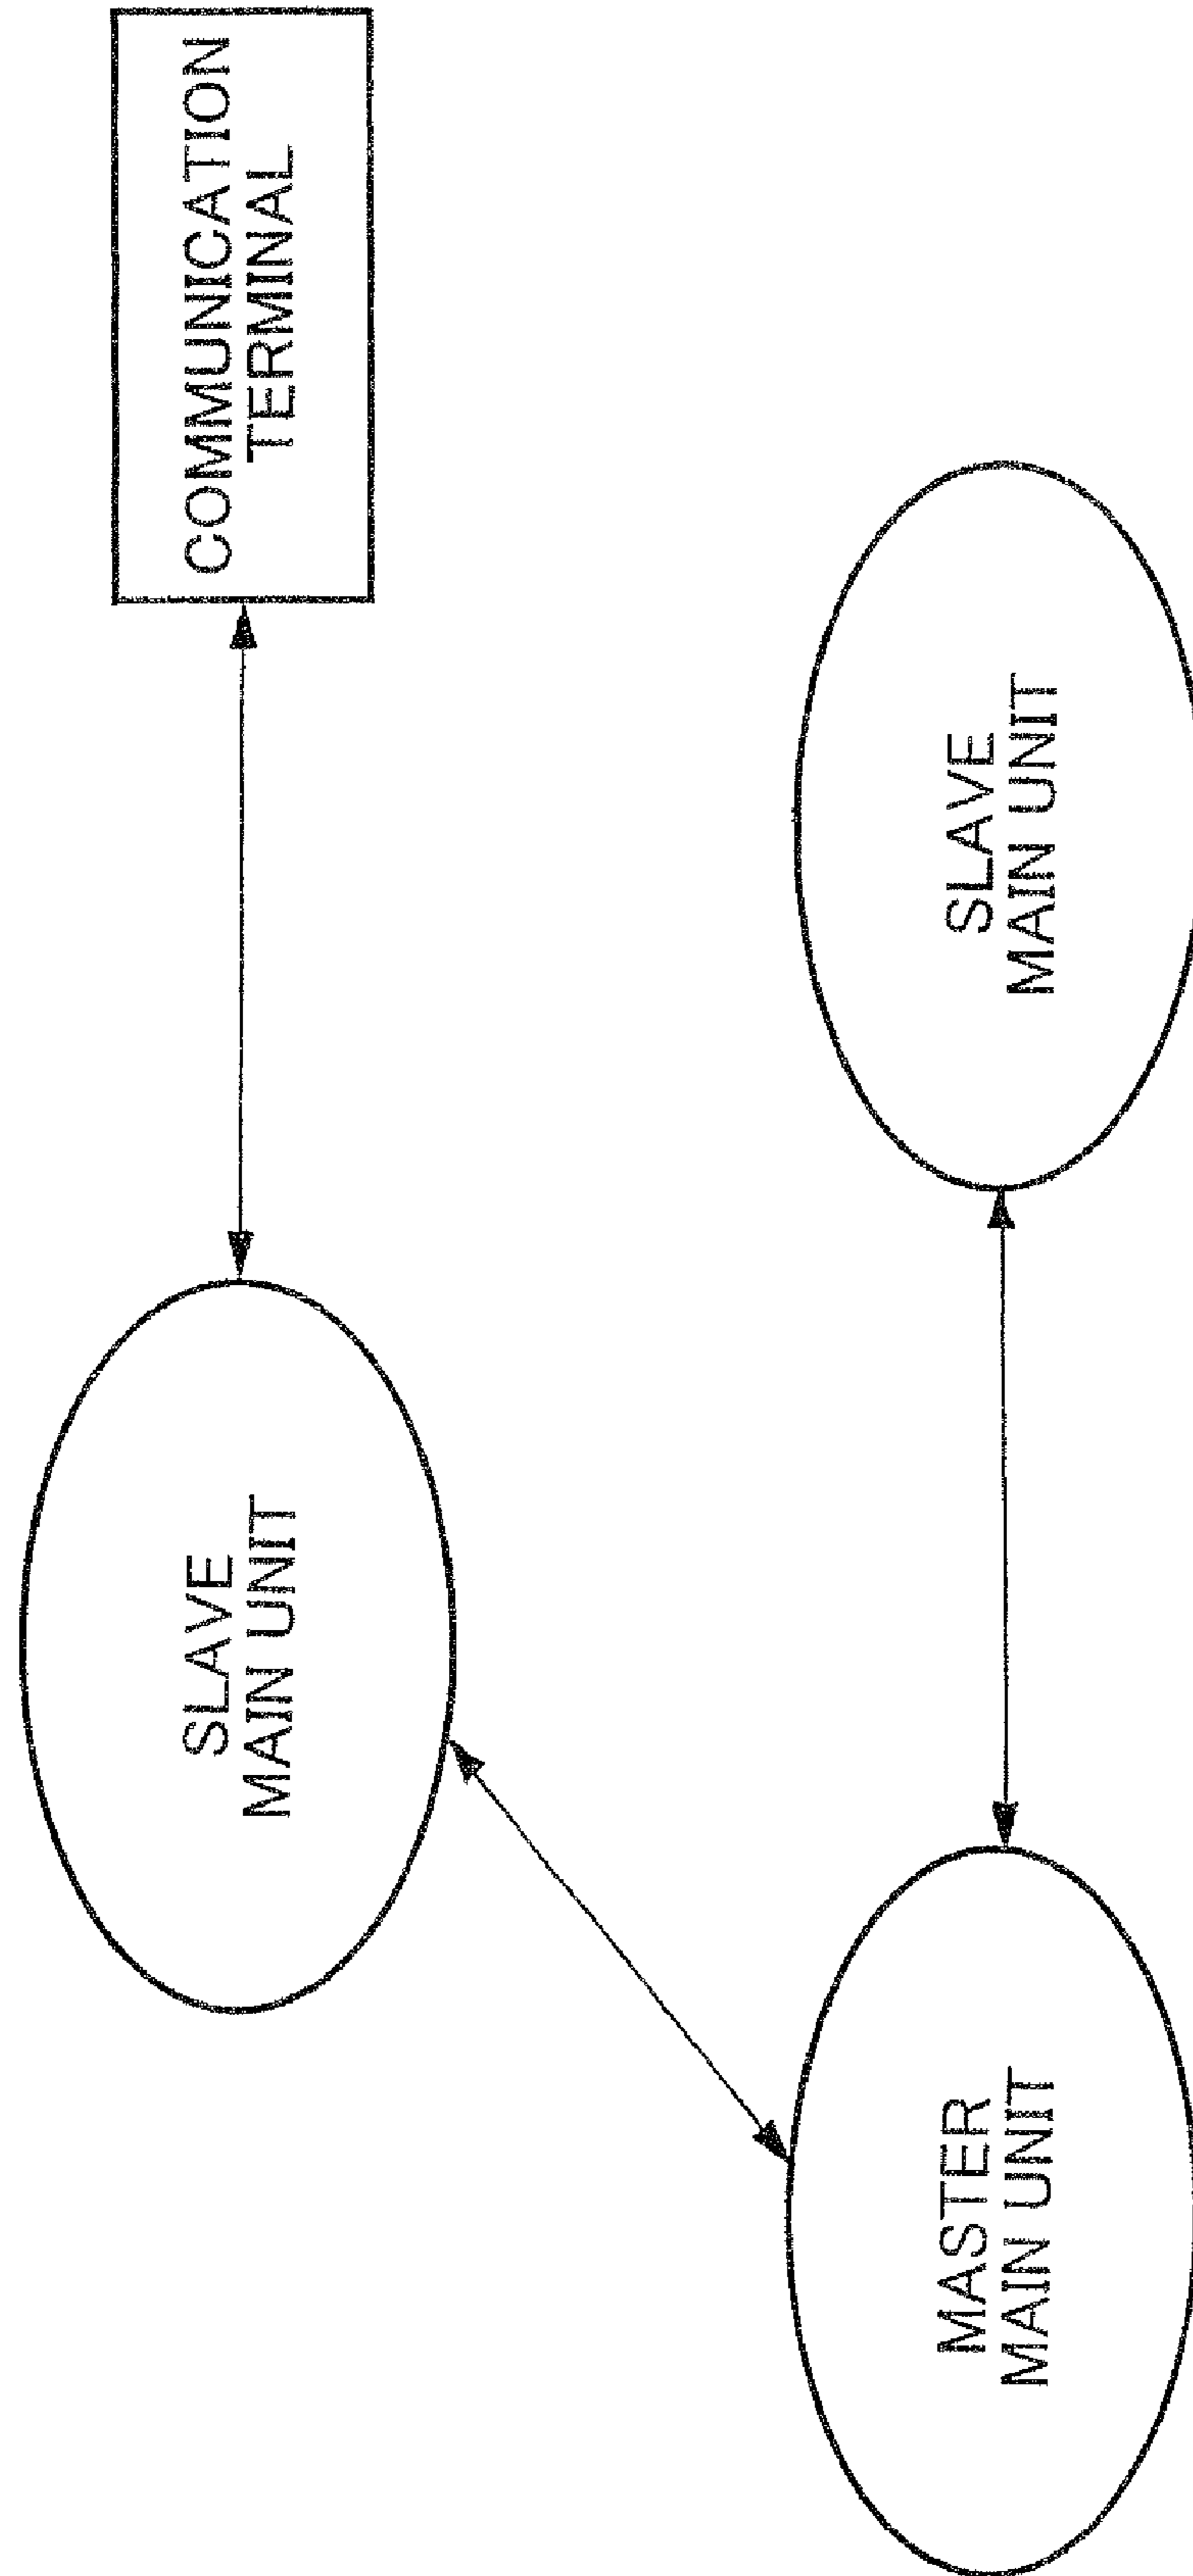 SLAVE
MAIN UNIT
COMMUNICATION
TERMINAL
MASTER
MAIN UNIT
SLAVE
MAIN UNIT